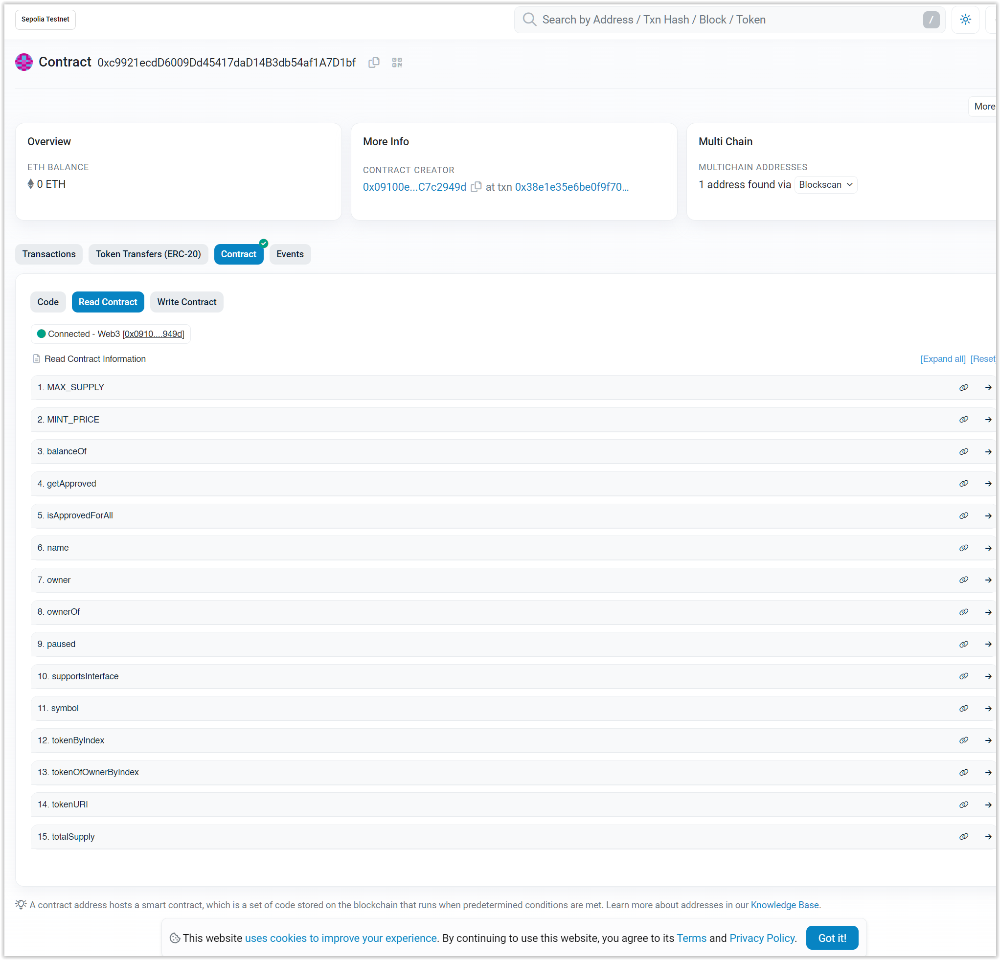 Sepolia Testnet
Search by Address / Txn Hash / Block / Token
/
Contract 0xc9921ecdD6009Dd45417daD14B3db54af1A7D1bf
More
Overview
ETH BALANCE
0 ETH
More Info
CONTRACT CREATOR
0x09100e...C7c2949d at txn 0x38e1e35e6be0f9f70...
Multi Chain
MULTICHAIN ADDRESSES
1 address found via Blockscan
Transactions
Token Transfers (ERC-20)
Contract
Events
Code
Read Contract
Write Contract
Connected - Web3 [0x0910....949d]
Read Contract Information
[Expand all] [Reset]
1. MAX_SUPPLY
2. MINT_PRICE
3. balanceOf
4. getApproved
5. isApprovedForAll
6. name
7. owner
8. ownerOf
9. paused
10. supportsInterface
11. symbol
12. tokenByIndex
13. tokenOfOwnerByIndex
14. tokenURI
15. totalSupply
A contract address hosts a smart contract, which is a set of code stored on the blockchain that runs when predetermined conditions are met. Learn more about addresses in our Knowledge Base.
This website uses cookies to improve your experience. By continuing to use this website, you agree to its Terms and Privacy Policy.
Got it!